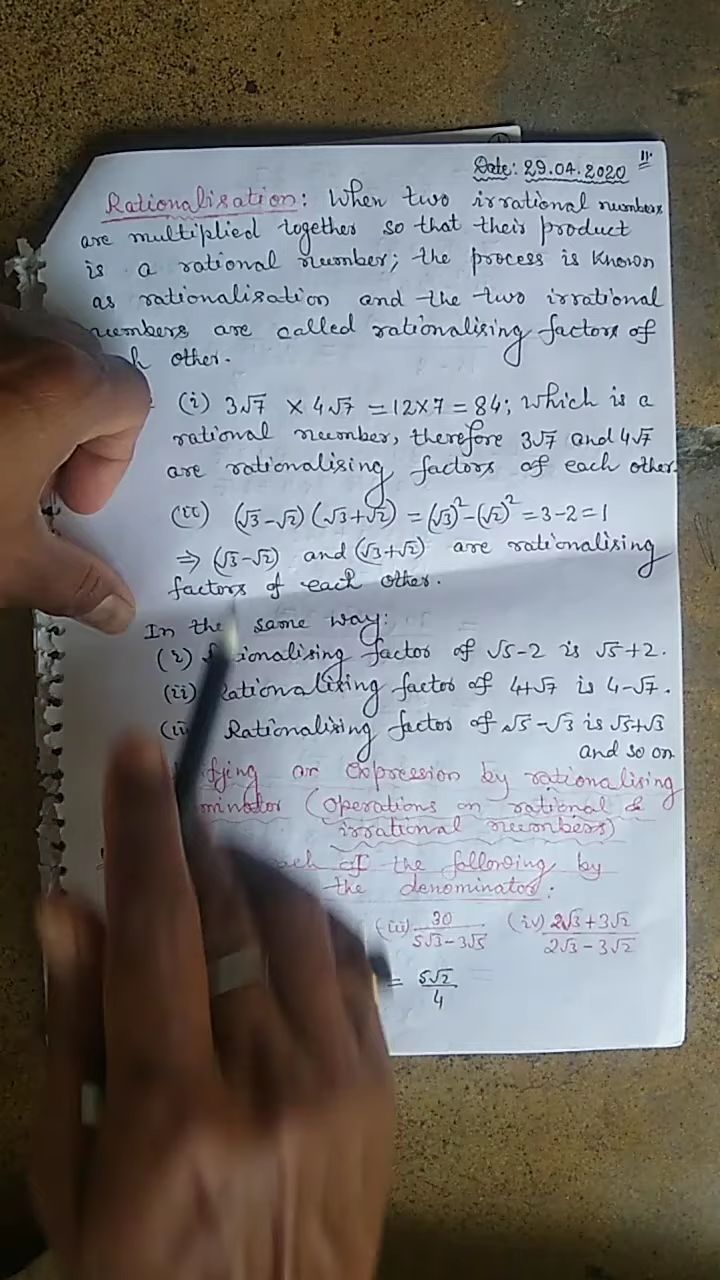 Date: 29.04.2020
Rationalisation: When two irrational numbers
are multiplied together so that their product
is a rational number; the process is known
as rationalisation and the two irrational
numbers are called rationalising factors of
other.
(i) 3√7 × 4√7 = 12×7 = 84; which is a
rational number, therefore 3√7 and 4√7
are rationalising factors of each other.
(ii) (√3-√2) (√3+√2) = (√3)² - (√2)² = 3-2 = 1
⇒ (√3-√2) and (√3+√2) are rationalising
factors of each other.
In the same way:
(i) factor of √5-2 is √5+2.
(ii) Rationalising factor of 4+√7 is 4-√7.
Rationalising factor of √5-√3 is √5+√3
and so on
an expression by rationalising
(operations on rational &
irrational numbers)
of the following by
the denominator:
(iii) 30/(5√3-3√5) (iv) (2√3+3√2)/(2√3-3√2)
= 5√2/4